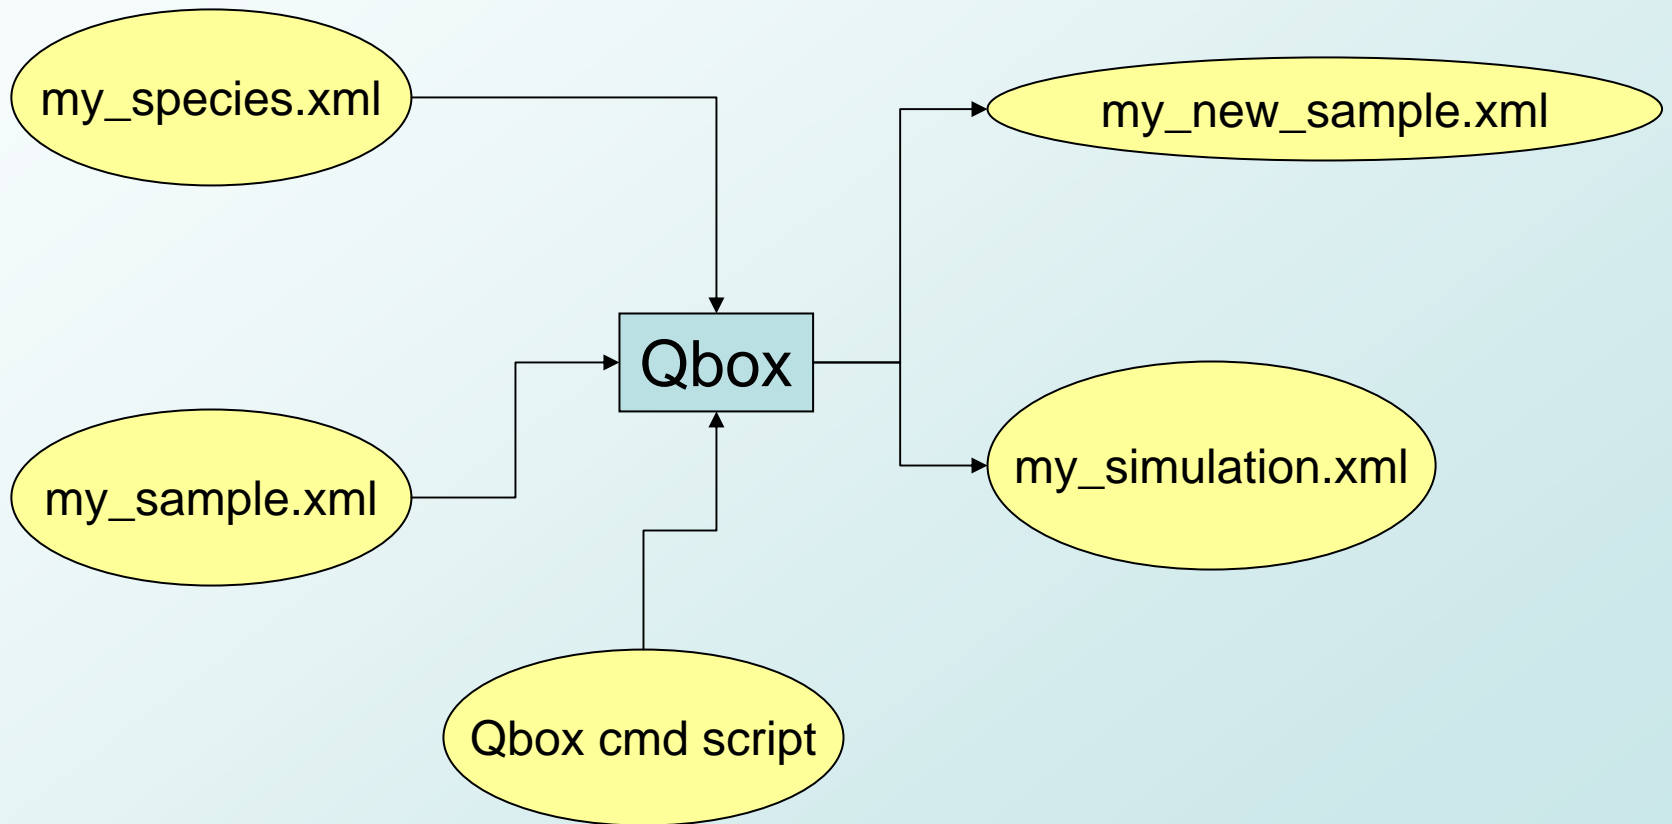 my_species.xml
my_new_sample.xml
Qbox
my_sample.xml
my_simulation.xml
Qbox cmd script